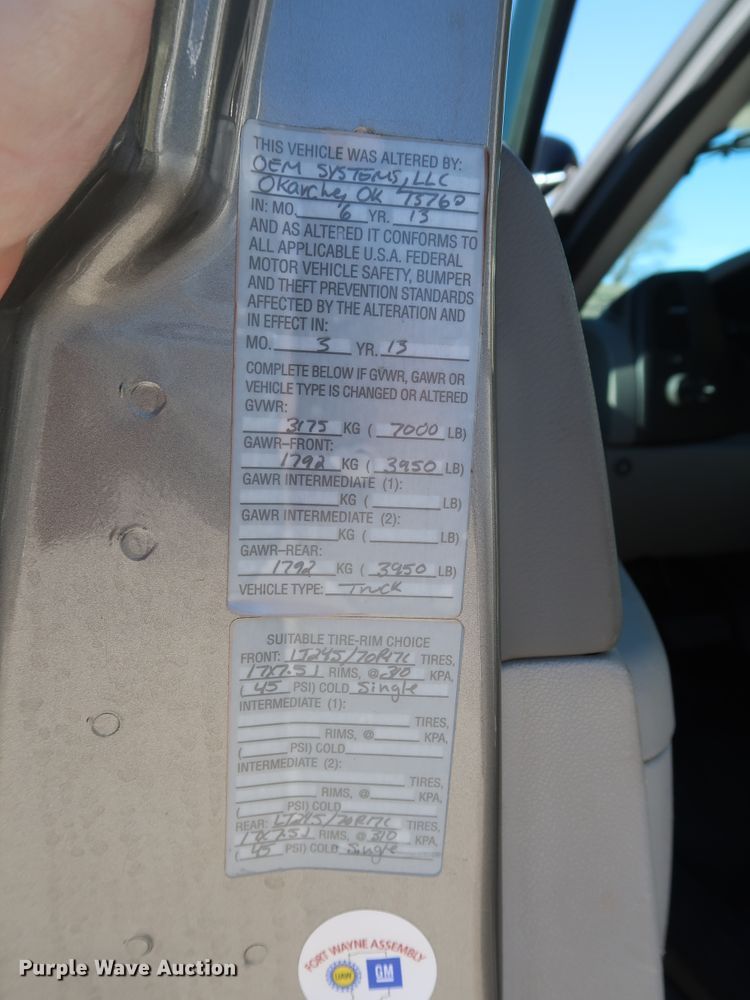 THIS VEHICLE WAS ALTERED BY:
OEM SYSTEMS, LLC
Okarche, OK 73760
IN: MO. 6 YR. 13
AND AS ALTERED IT CONFORMS TO
ALL APPLICABLE U.S.A. FEDERAL
MOTOR VEHICLE SAFETY, BUMPER
AND THEFT PREVENTION STANDARDS
AFFECTED BY THE ALTERATION AND
IN EFFECT IN:
MO. 3 YR. 13
COMPLETE BELOW IF GVWR, GAWR OR
VEHICLE TYPE IS CHANGED OR ALTERED
GVWR:
3175 KG ( 7000 LB)
GAWR-FRONT:
1792 KG ( 3950 LB)
GAWR INTERMEDIATE (1):
KG ( LB)
GAWR INTERMEDIATE (2):
KG ( LB)
GAWR-REAR:
1792 KG ( 3950 LB)
VEHICLE TYPE: Truck
SUITABLE TIRE-RIM CHOICE
FRONT: LT245/70R17C TIRES,
17X7.5J RIMS, @ 310 KPA,
( 45 PSI) COLD Single
INTERMEDIATE (1):
TIRES,
RIMS, @ KPA,
( PSI) COLD
INTERMEDIATE (2):
TIRES,
RIMS, @ KPA,
( PSI) COLD
REAR: LT245/70R17C TIRES,
17X7.5J RIMS, @ 310 KPA,
( 45 PSI) COLD Single
FORT WAYNE ASSEMBLY
UAW GM
Purple Wave Auction